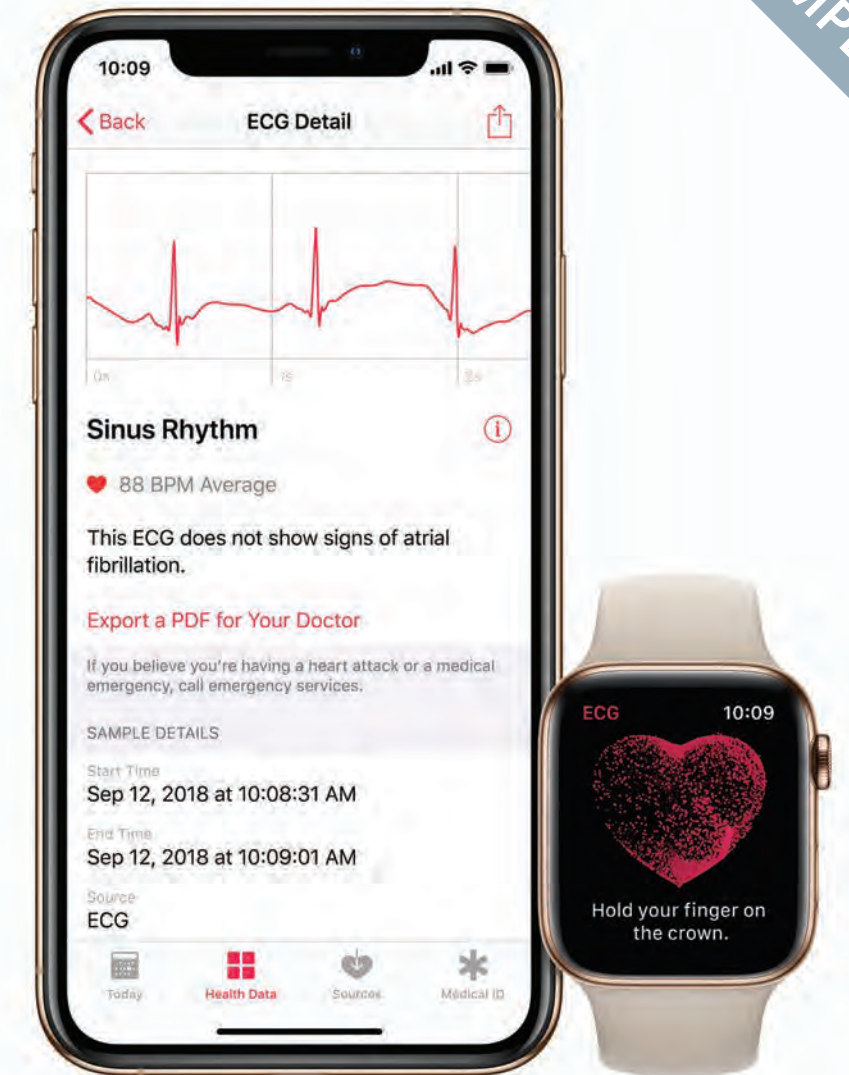 10:09
Back
ECG Detail
0s
1s
2s
Sinus Rhythm
88 BPM Average
This ECG does not show signs of atrial
fibrillation.
Export a PDF for Your Doctor
If you believe you're having a heart attack or a medical
emergency, call emergency services.
SAMPLE DETAILS
Start Time
Sep 12, 2018 at 10:08:31 AM
End Time
Sep 12, 2018 at 10:09:01 AM
Source
ECG
Today
Health Data
Sources
Medical ID
ECG
10:09
Hold your finger on
the crown.